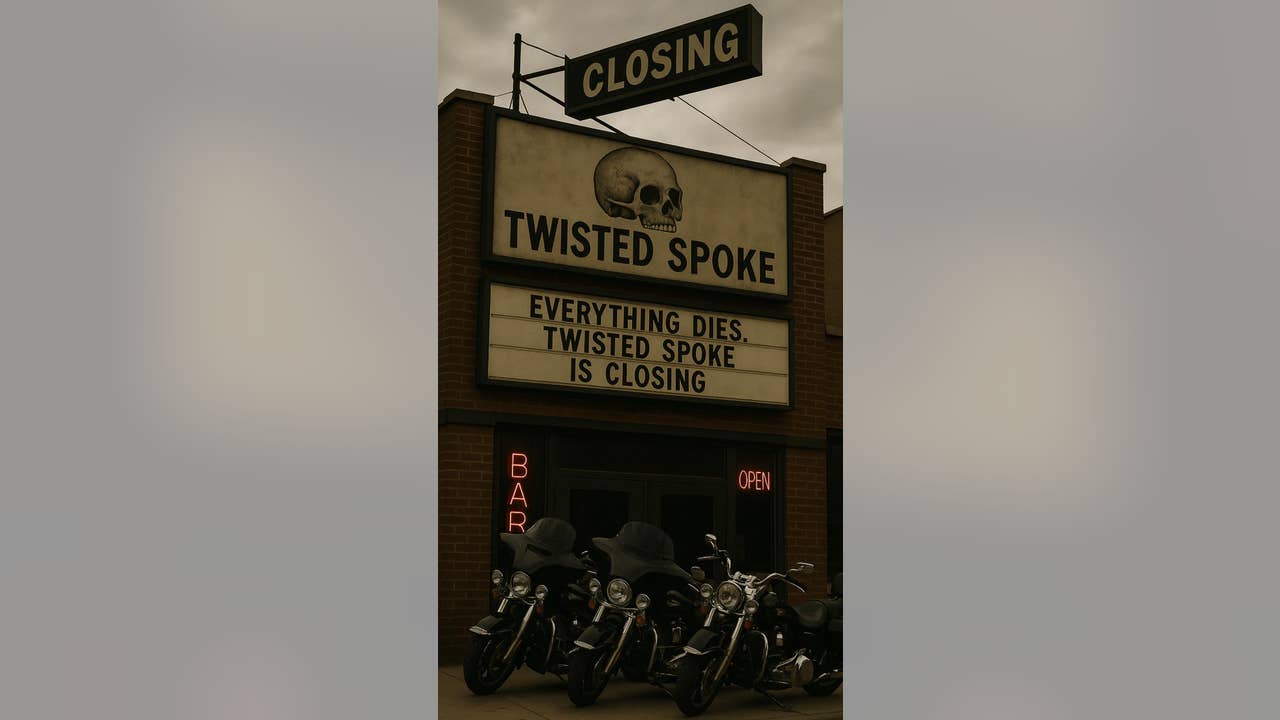 CLOSING
TWISTED SPOKE
EVERYTHING DIES.
TWISTED SPOKE
IS CLOSING
BAR
OPEN